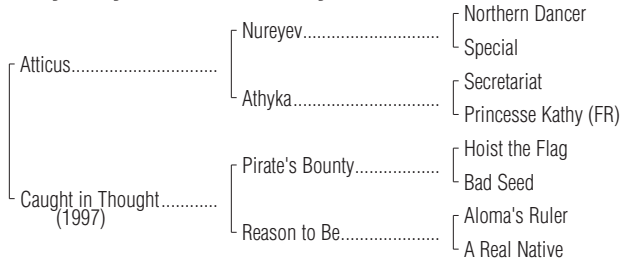 Northern Dancer
Nureyev
Special
Atticus
Secretariat
Athyka
Princesse Kathy (FR)
Hoist the Flag
Pirate's Bounty
Bad Seed
Caught in Thought
(1997)
Aloma's Ruler
Reason to Be
A Real Native